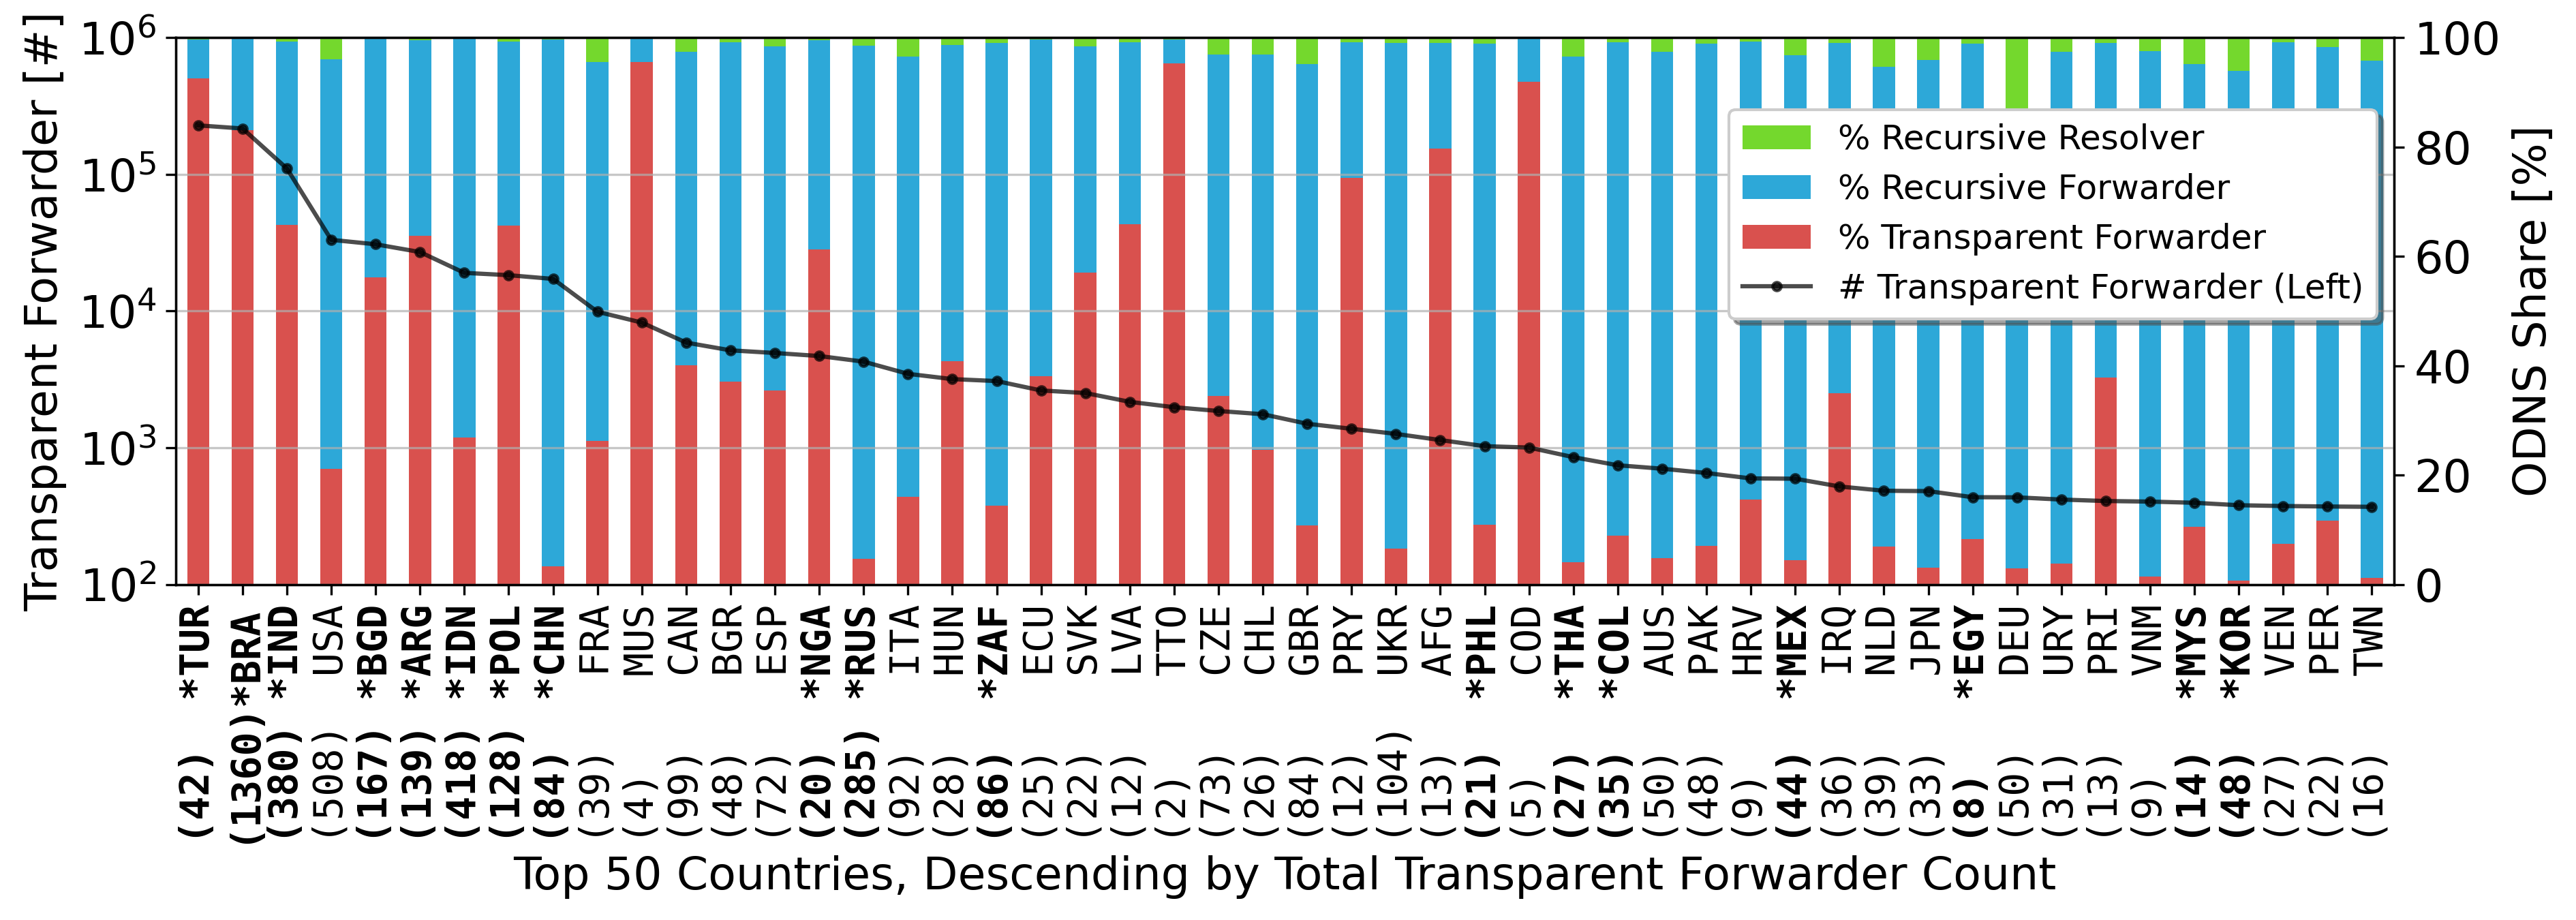 Transparent Forwarder [#]
10^6
10^5
10^4
10^3
10^2
100
80
60
40
20
0
ODNS Share [%]
% Recursive Resolver
% Recursive Forwarder
% Transparent Forwarder
# Transparent Forwarder (Left)
(42) *TUR
(1360)*BRA
(380) *IND
(508) USA
(167) *BGD
(139) *ARG
(418) *IDN
(128) *POL
(84) *CHN
(39) FRA
(4) MUS
(99) CAN
(48) BGR
(72) ESP
(20) *NGA
(285) *RUS
(92) ITA
(28) HUN
(86) *ZAF
(25) ECU
(22) SVK
(12) LVA
(2) TTO
(73) CZE
(26) CHL
(84) GBR
(12) PRY
(104) UKR
(13) AFG
(21) *PHL
(5) COD
(27) *THA
(35) *COL
(50) AUS
(48) PAK
(9) HRV
(44) *MEX
(36) IRQ
(39) NLD
(33) JPN
(8) *EGY
(50) DEU
(31) URY
(13) PRI
(9) VNM
(14) *MYS
(48) *KOR
(27) VEN
(22) PER
(16) TWN
Top 50 Countries, Descending by Total Transparent Forwarder Count